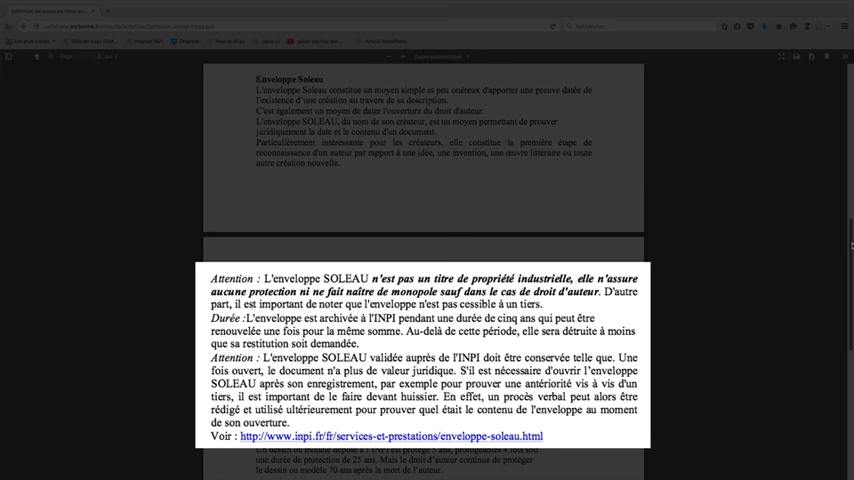 Enveloppe Soleau
L'enveloppe Soleau constitue un moyen simple et peu onéreux d'apporter une preuve datée de
l'existence d'une création au travers de sa description.
C'est également un moyen de dater l'ouverture du droit d'auteur.
L'enveloppe SOLEAU, du nom de son créateur, est un moyen permettant de prouver
juridiquement la date et le contenu d'un document.
Particulièrement intéressante pour les créateurs, elle constitue la première étape de
reconnaissance d'un auteur par rapport à une idée, une invention, une œuvre littéraire ou toute
autre création nouvelle.
Attention : L'enveloppe SOLEAU n'est pas un titre de propriété industrielle, elle n'assure
aucune protection ni ne fait naître de monopole sauf dans le cas de droit d'auteur. D'autre
part, il est important de noter que l'enveloppe n'est pas cessible à un tiers.
Durée :L'enveloppe est archivée à l'INPI pendant une durée de cinq ans qui peut être
renouvelée une fois pour la même somme. Au-delà de cette période, elle sera détruite à moins
que sa restitution soit demandée.
Attention : L'enveloppe SOLEAU validée auprès de l'INPI doit être conservée telle que. Une
fois ouvert, le document n'a plus de valeur juridique. S'il est nécessaire d'ouvrir l'enveloppe
SOLEAU après son enregistrement, par exemple pour prouver une antériorité vis à vis d'un
tiers, il est important de le faire devant huissier. En effet, un procès verbal peut alors être
rédigé et utilisé ultérieurement pour prouver quel était le contenu de l'enveloppe au moment
de son ouverture.
Voir : http://www.inpi.fr/fr/services-et-prestations/enveloppe-soleau.html
Un dessin ou modèle déposé à l'INPI est protégé 5 ans, prorogeables 4 fois soit
une durée de protection de 25 ans. Mais le droit d'auteur continue de protéger
le dessin ou modèle 70 ans après la mort de l'auteur.